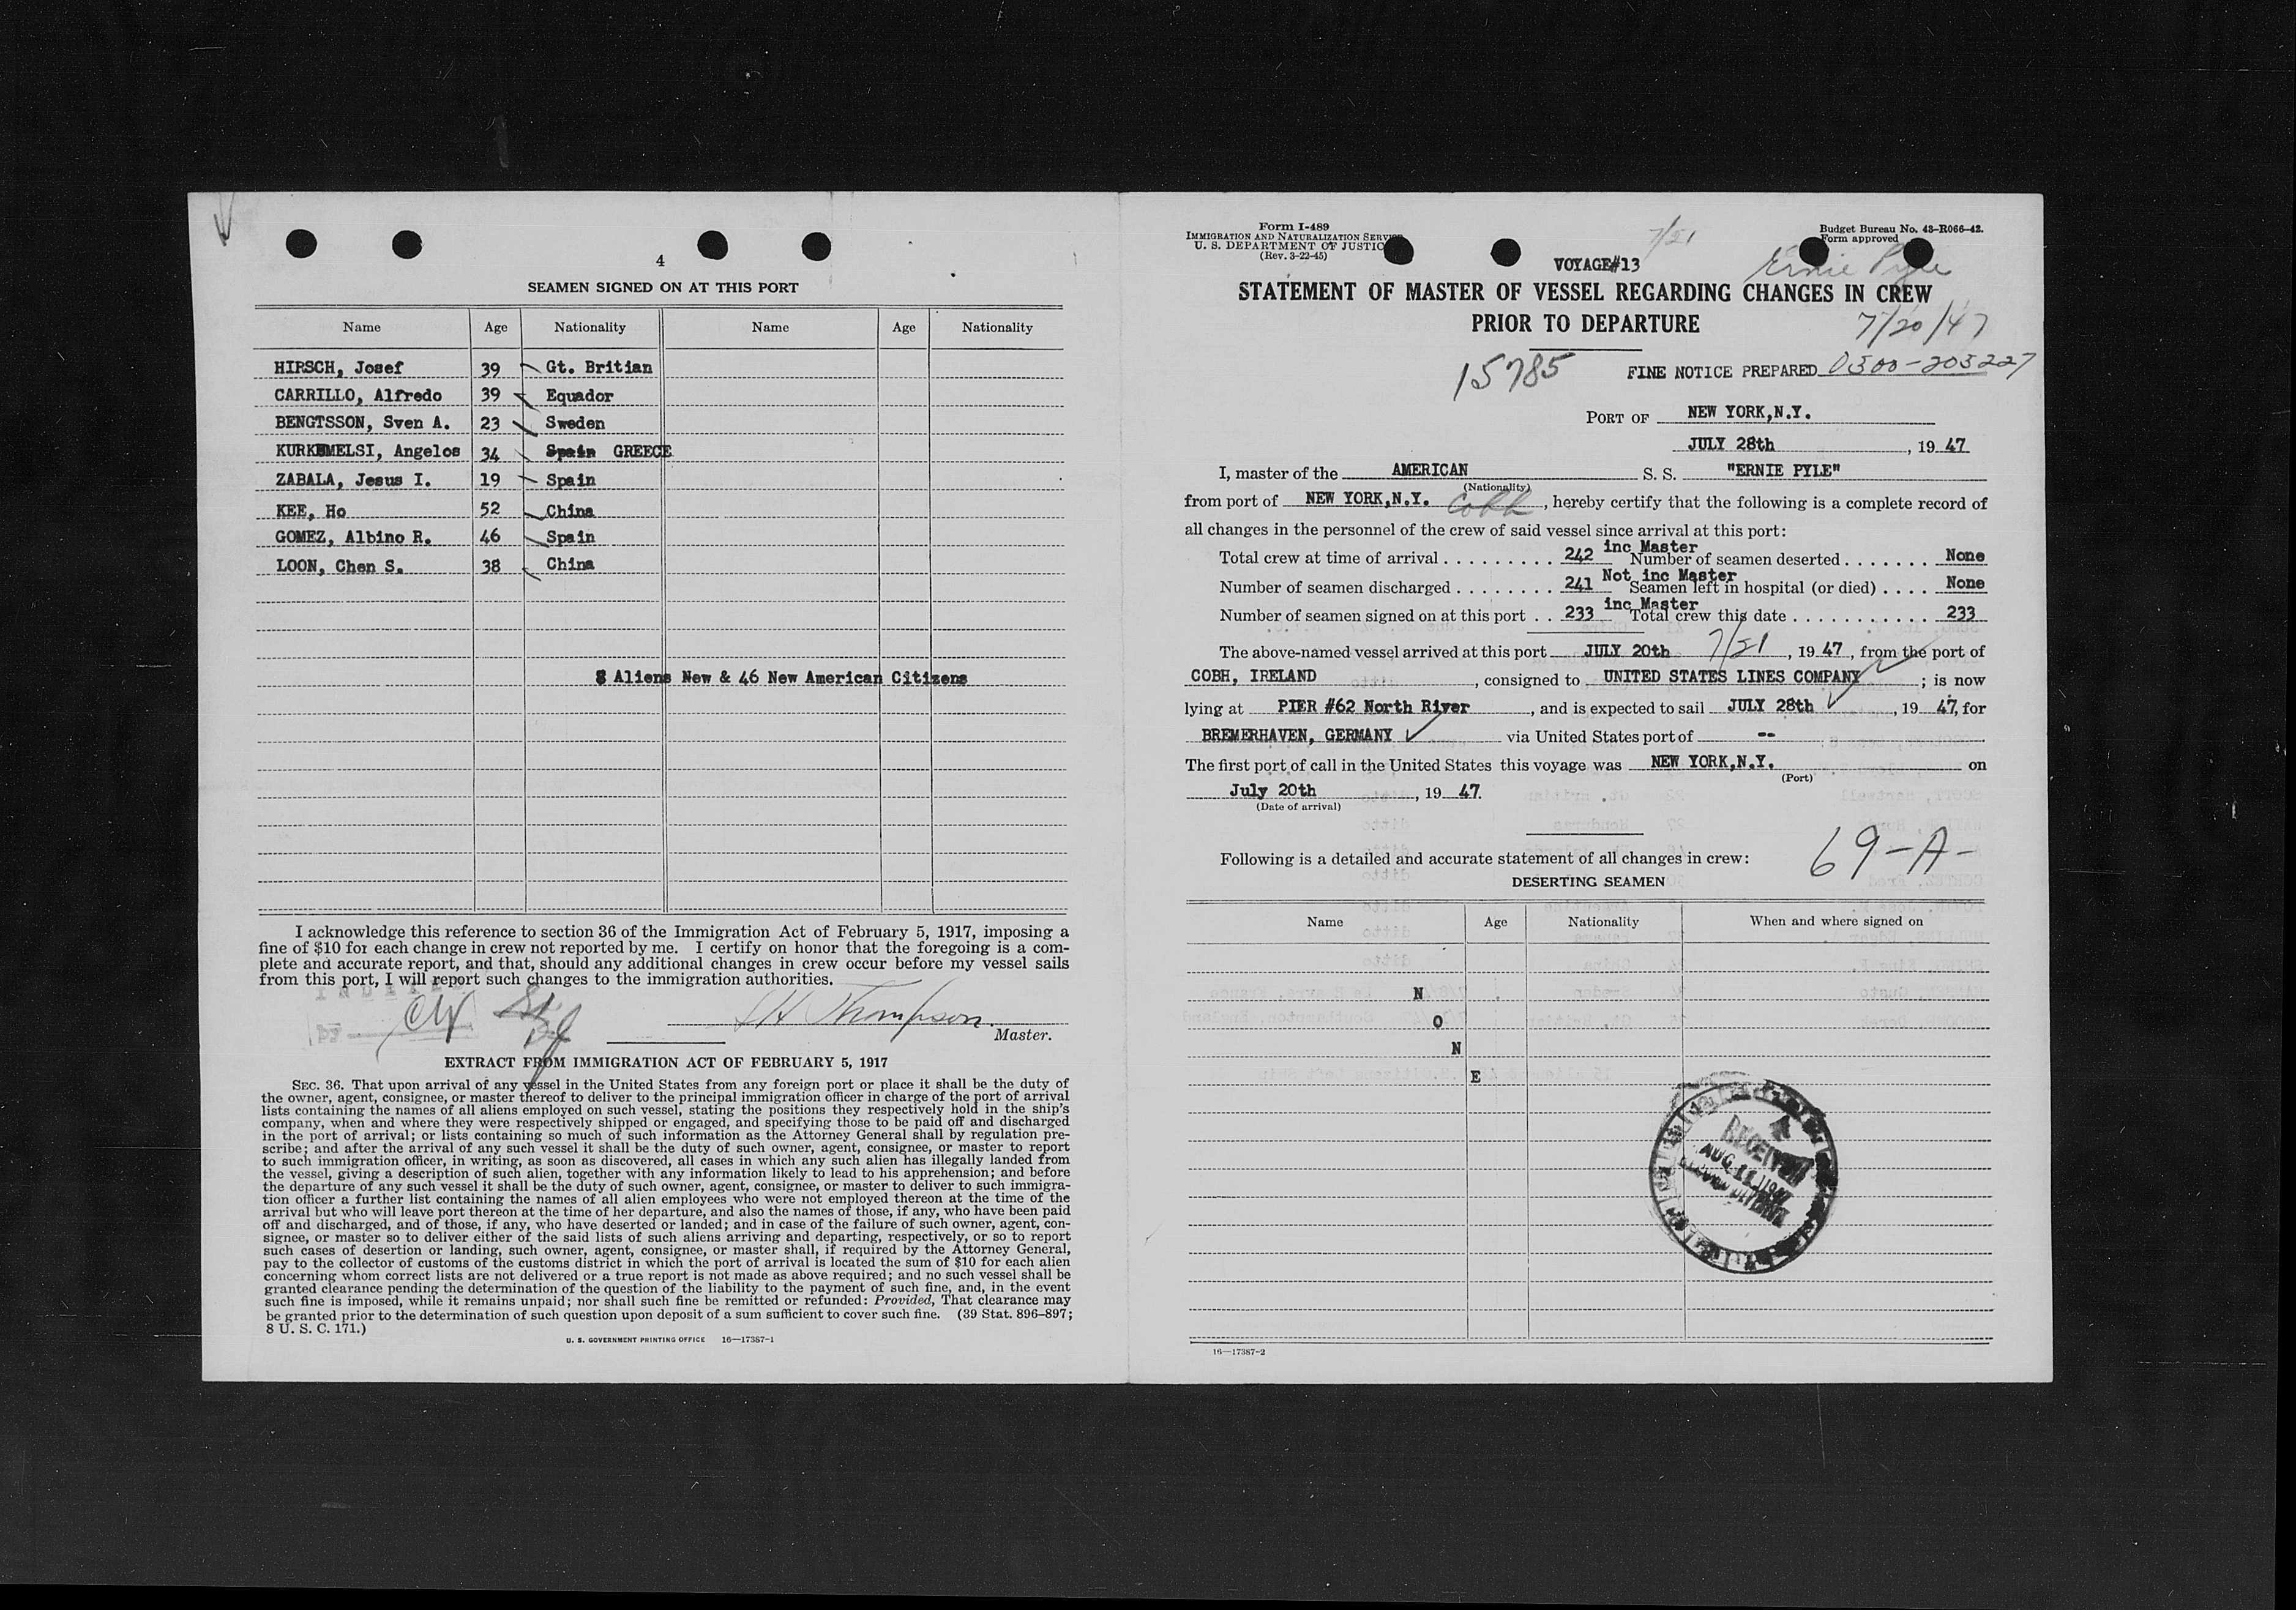 4
SEAMEN SIGNED ON AT THIS PORT
Name Age Nationality Name Age Nationality
HIRSCH, Josef 39 Gt. Britian
CARRILLO, Alfredo 39 Equador
BENGTSSON, Sven A. 23 Sweden
KURKUMELSI, Angelos 34 Spain GREECE
ZABALA, Jesus I. 19 Spain
KEE, Ho 52 China
GOMEZ, Albino R. 46 Spain
LOON, Chen S. 38 China
8 Aliens New & 46 New American Citizens
I acknowledge this reference to section 36 of the Immigration Act of February 5, 1917, imposing a
fine of $10 for each change in crew not reported by me. I certify on honor that the foregoing is a com-
plete and accurate report, and that, should any additional changes in crew occur before my vessel sails
from this port, I will report such changes to the immigration authorities.
Thompson
Master.
EXTRACT FROM IMMIGRATION ACT OF FEBRUARY 5, 1917
SEC. 36. That upon arrival of any vessel in the United States from any foreign port or place it shall be the duty of
the owner, agent, consignee, or master thereof to deliver to the principal immigration officer in charge of the port of arrival
lists containing the names of all aliens employed on such vessel, stating the positions they respectively hold in the ship's
company, when and where they were respectively shipped or engaged, and specifying those to be paid off and discharged
in the port of arrival; or lists containing so much of such information as the Attorney General shall by regulation pre-
scribe; and after the arrival of any such vessel it shall be the duty of such owner, agent, consignee, or master to report
to such immigration officer, in writing, as soon as discovered, all cases in which any such alien has illegally landed from
the vessel, giving a description of such alien, together with any information likely to lead to his apprehension; and before
the departure of any such vessel it shall be the duty of such owner, agent, consignee, or master to deliver to such immigra-
tion officer a further list containing the names of all alien employees who were not employed thereon at the time of the
arrival but who will leave port thereon at the time of her departure, and also the names of those, if any, who have been paid
off and discharged, and of those, if any, who have deserted or landed; and in case of the failure of such owner, agent, con-
signee, or master so to deliver either of the said lists of such aliens arriving and departing, respectively, or so to report
such cases of desertion or landing, such owner, agent, consignee, or master shall, if required by the Attorney General,
pay to the collector of customs of the customs district in which the port of arrival is located the sum of $10 for each alien
concerning whom correct lists are not delivered or a true report is not made as above required; and no such vessel shall be
granted clearance pending the determination of the question of the liability to the payment of such fine, and, in the event
such fine is imposed, while it remains unpaid; nor shall such fine be remitted or refunded: Provided, That clearance may
be granted prior to the determination of such question upon deposit of a sum sufficient to cover such fine. (39 Stat. 896-897;
8 U. S. C. 171.)
U. S. GOVERNMENT PRINTING OFFICE 16—17387-1
Form I-489
IMMIGRATION AND NATURALIZATION SERVICE
U. S. DEPARTMENT OF JUSTIC
(Rev. 3-22-45)
7/21
Budget Bureau No. 43-R066-42.
Form approved
VOYAGE#13
Ernie Pyle
STATEMENT OF MASTER OF VESSEL REGARDING CHANGES IN CREW
PRIOR TO DEPARTURE
7/20/47
15785
FINE NOTICE PREPARED 0300-203227
PORT OF NEW YORK,N.Y.
JULY 28th, 19 47
I, master of the AMERICAN S. S. "ERNIE PYLE"
(Nationality)
from port of NEW YORK,N.Y. Cobh, hereby certify that the following is a complete record of
all changes in the personnel of the crew of said vessel since arrival at this port:
Total crew at time of arrival . . . . . . . . . 242 inc Master Number of seamen deserted . . . . . . . None
Number of seamen discharged . . . . . . . . 241 Not inc Master Seamen left in hospital (or died) . . . . None
Number of seamen signed on at this port . . 233 inc Master Total crew this date . . . . . . . . . . . 233
The above-named vessel arrived at this port JULY 20th 7/21, 19 47, from the port of
COBH, IRELAND, consigned to UNITED STATES LINES COMPANY; is now
lying at PIER #62 North River, and is expected to sail JULY 28th, 19 47, for
BREMERHAVEN, GERMANY via United States port of --
The first port of call in the United States this voyage was NEW YORK,N.Y. on
(Port)
July 20th, 19 47.
(Date of arrival)
69-A-
Following is a detailed and accurate statement of all changes in crew:
DESERTING SEAMEN
Name Age Nationality When and where signed on
N
O
N
E
RECEIVED
AUG 11 1947
16—17387-2